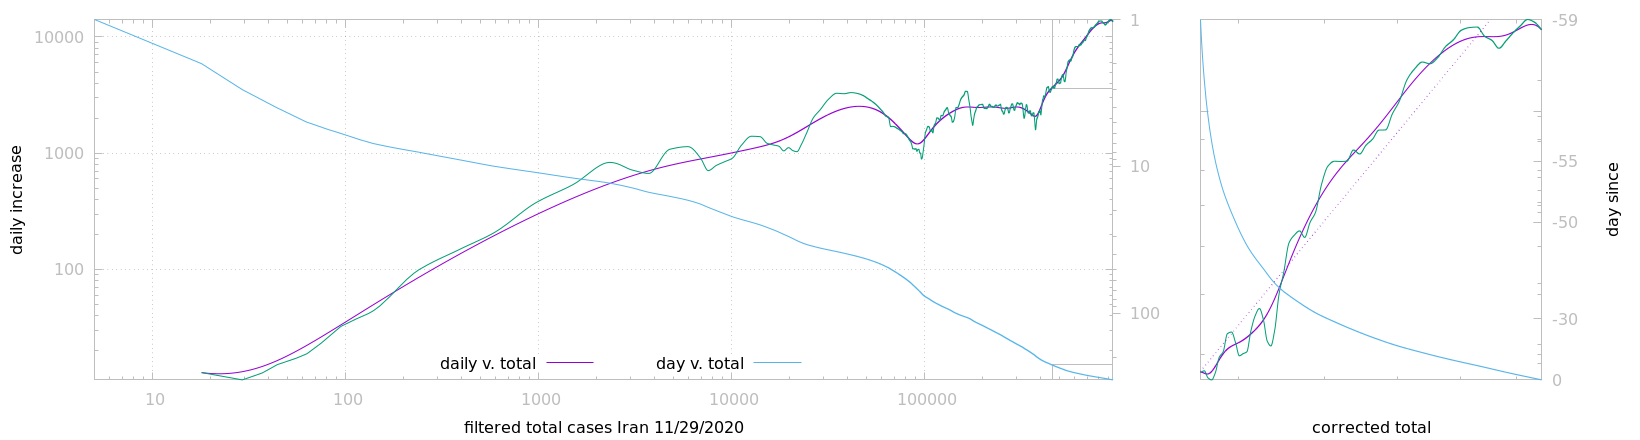 daily increase
10000
1000
100
10
100
1000
10000
100000
1
10
100
daily v. total
day v. total
filtered total cases Iran 11/29/2020
-59
-55
-50
-30
0
day since
corrected total